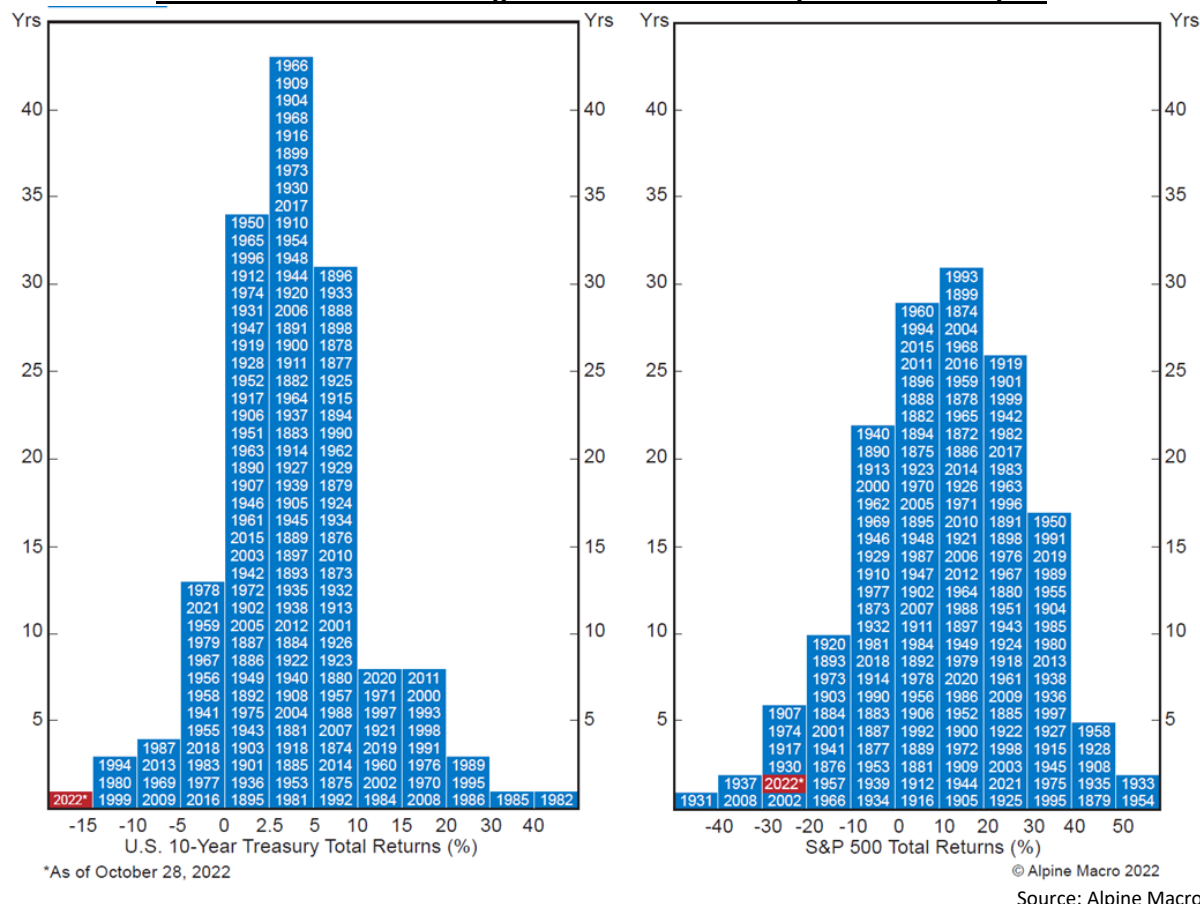 Yrs Yrs
1966
1909
1904
40 1968 40
1916
1899
1973
1930
35 2017 35
1950 1910
1965 1954
1996 1948
1912 1944 1896
30 1974 1920 1933 30
1931 2006 1888
1947 1891 1898
1919 1900 1878
1928 1911 1877
25 1952 1882 1925 25
1917 1964 1915
1906 1937 1894
1951 1883 1990
1963 1914 1962
20 1890 1927 1929 20
1907 1939 1879
1946 1905 1924
1961 1945 1934
2015 1889 1876
15 2003 1897 2010 15
1942 1893 1873
1978 1972 1935 1932
2021 1902 1938 1913
1959 2005 2012 2001
10 1979 1887 1884 1926 10
1967 1886 1922 1923
1956 1949 1940 1880 2020 2011
1958 1892 1908 1957 1971 2000
1941 1975 2004 1988 1997 1993
5 1955 1943 1881 2007 1921 1998 5
1987 2018 1903 1918 1874 2019 1991
1994 2013 1983 1901 1885 2014 1960 1976 1989
1980 1969 1977 1936 1953 1875 2002 1970 1995
2022* 1999 2009 2016 1895 1981 1992 1984 2008 1986 1985 1982
-15 -10 -5 0 2.5 5 10 15 20 30 40
U.S. 10-Year Treasury Total Returns (%)
*As of October 28, 2022
Yrs Yrs
40 40
35 35
1993
30 1899 30
1960 1874
1994 2004
2015 1968
2011 2016 1919
25 1896 1959 1901 25
1888 1878 1999
1882 1965 1942
1940 1894 1872 1982
1890 1875 1886 2017
20 1913 1923 2014 1983 20
2000 1970 1926 1963
1962 2005 1971 1996
1969 1895 2010 1891 1950
1946 1948 1921 1898 1991
15 1929 1987 2006 1976 2019 15
1910 1947 2012 1967 1989
1977 1902 1964 1880 1955
1873 2007 1988 1951 1904
1932 1911 1897 1943 1985
10 1920 1981 1984 1949 1924 1980 10
1893 2018 1892 1979 1918 2013
1973 1914 1978 2020 1961 1938
1903 1990 1956 1986 2009 1936
1907 1884 1883 1906 1952 1885 1997
5 1974 2001 1887 1992 1900 1922 1937 1958 5
1917 1941 1877 1889 1972 1998 1915 1928
1930 1876 1953 1881 1909 2003 1945 1908
1937 2022* 1957 1939 1912 1944 2021 1975 1935 1933
1931 2008 2002 1966 1934 1916 1905 1925 1995 1879 1954
-40 -30 -20 -10 0 10 20 30 40 50
S&P 500 Total Returns (%)
© Alpine Macro 2022
Source: Alpine Macro